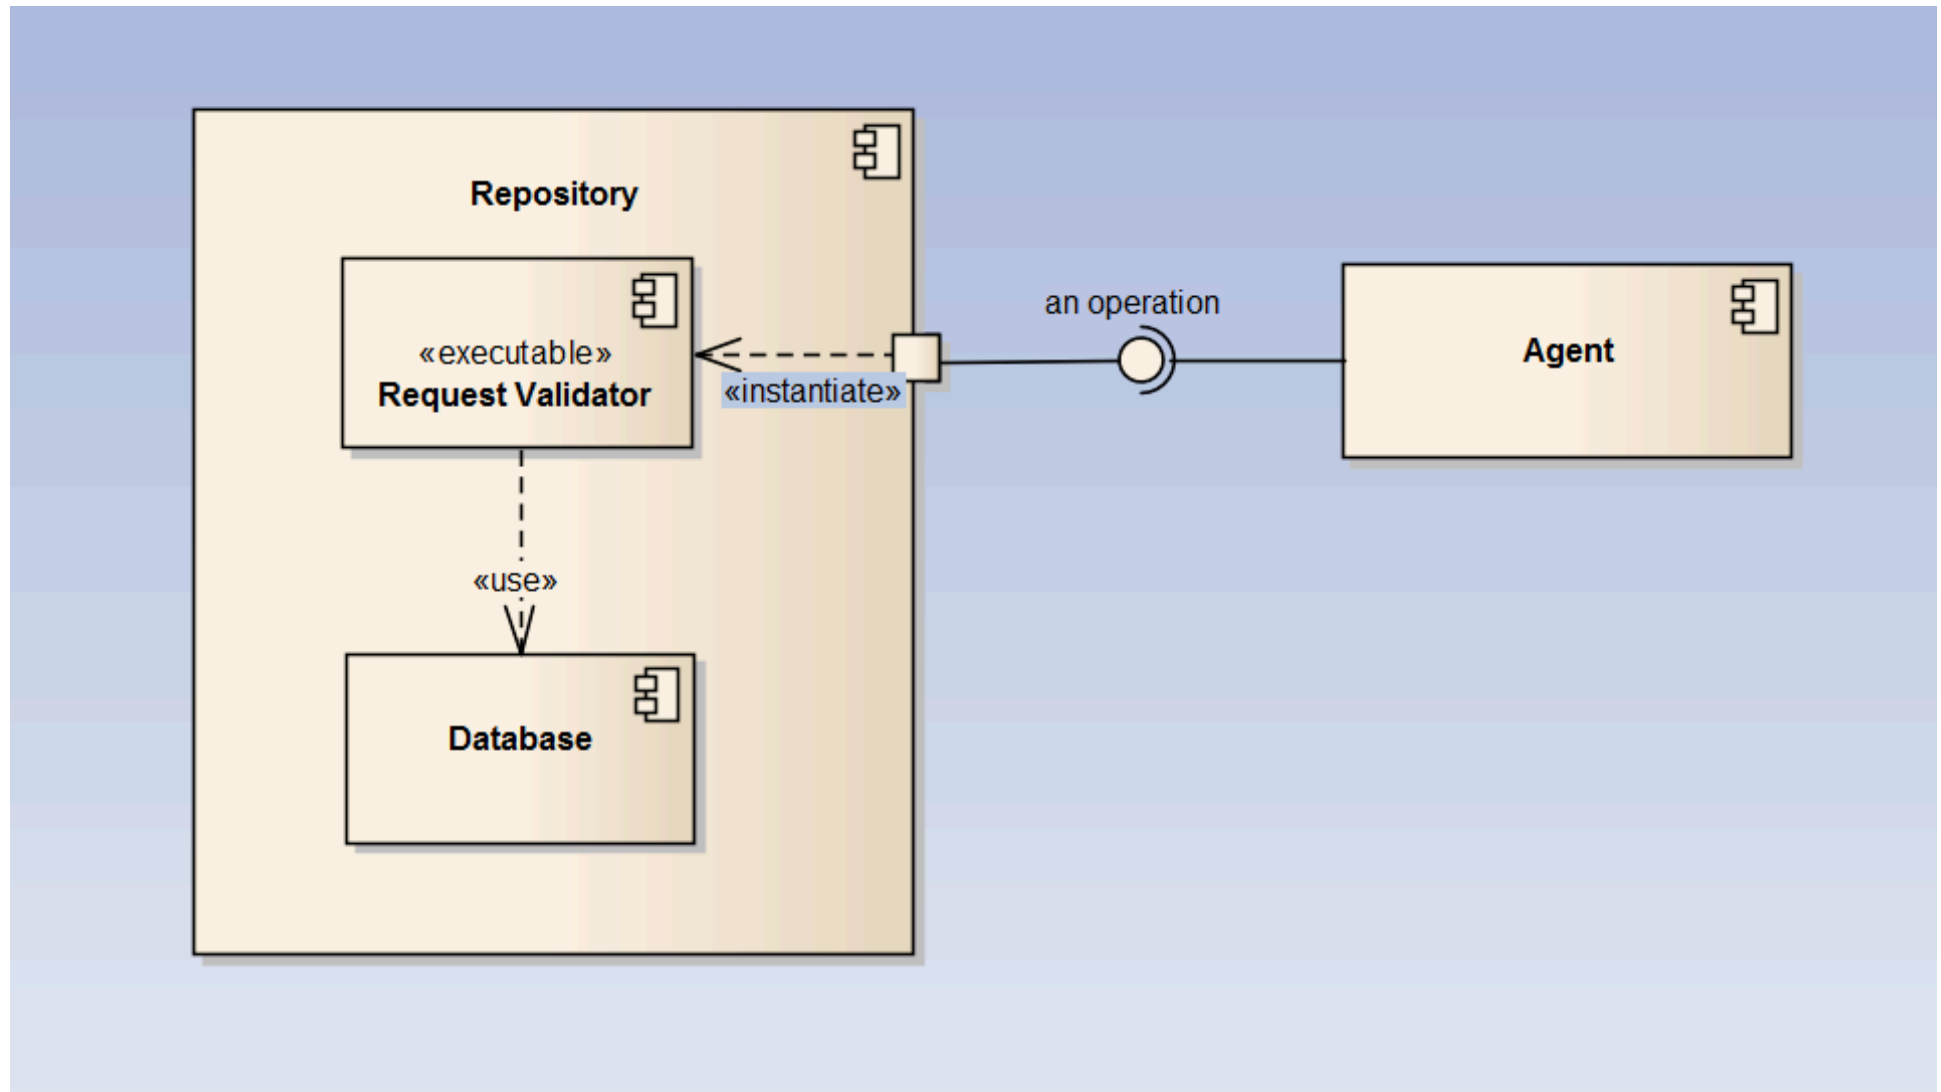 Repository
«executable»
Request Validator
«instantiate»
an operation
Agent
«use»
Database